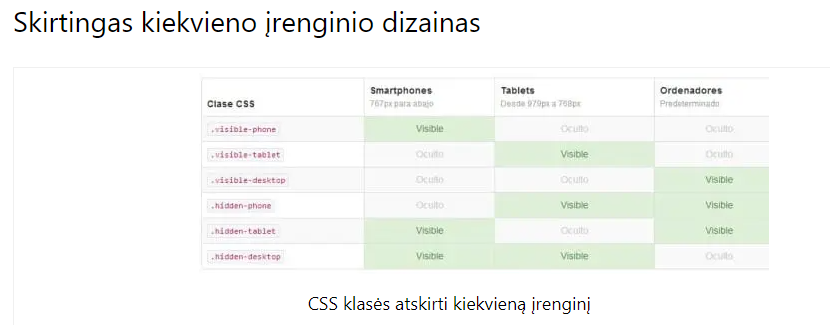 Skirtingas kiekvieno įrenginio dizainas
Clase CSS Smartphones Tablets Ordenadores
767px para abajo Desde 979px a 768px Predeterminado
.visible-phone Visible Oculto Oculto
.visible-tablet Oculto Visible Oculto
.visible-desktop Oculto Oculto Visible
.hidden-phone Oculto Visible Visible
.hidden-tablet Visible Oculto Visible
.hidden-desktop Visible Visible Oculto
CSS klasės atskirti kiekvieną įrenginį